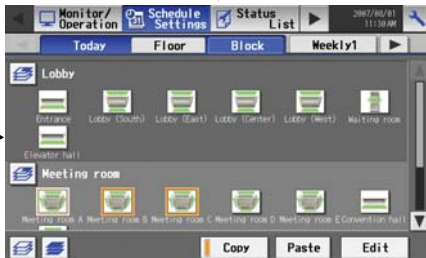 Monitor/ Operation
Schedule Settings
Status List
2007/08/01
11:30 AM
Today Floor Block Weekly1
Lobby
Entrance Lobby (South) Lobby (East) Lobby (Center) Lobby (West) Waiting room
Elevator hall
Meeting room
Meeting room A Meeting room B Meeting room C Meeting room D Meeting room E Convention hall
Copy Paste Edit